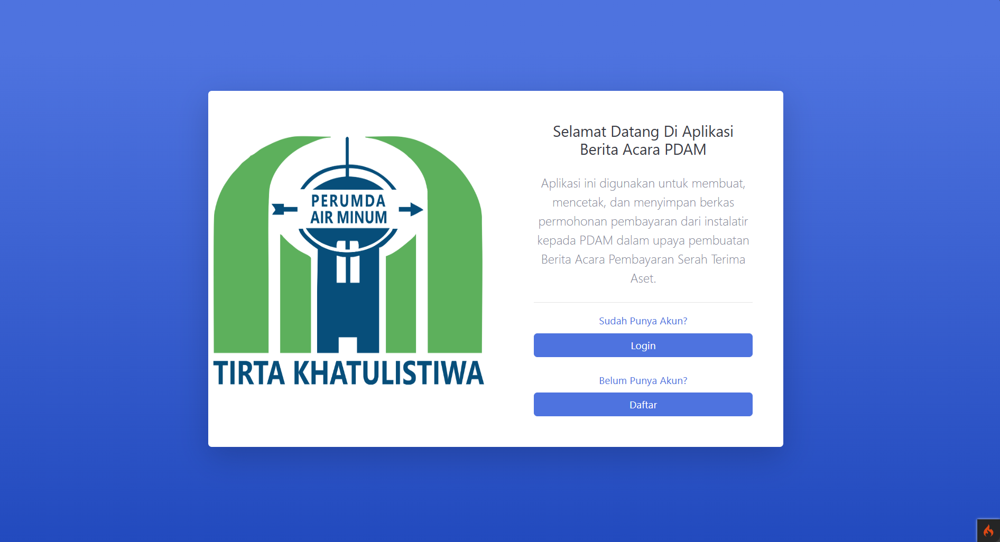 PERUMDA
AIR MINUM
TIRTA KHATULISTIWA
Selamat Datang Di Aplikasi
Berita Acara PDAM
Aplikasi ini digunakan untuk membuat,
mencetak, dan menyimpan berkas
permohonan pembayaran dari instalatir
kepada PDAM dalam upaya pembuatan
Berita Acara Pembayaran Serah Terima
Aset.
Sudah Punya Akun?
Login
Belum Punya Akun?
Daftar